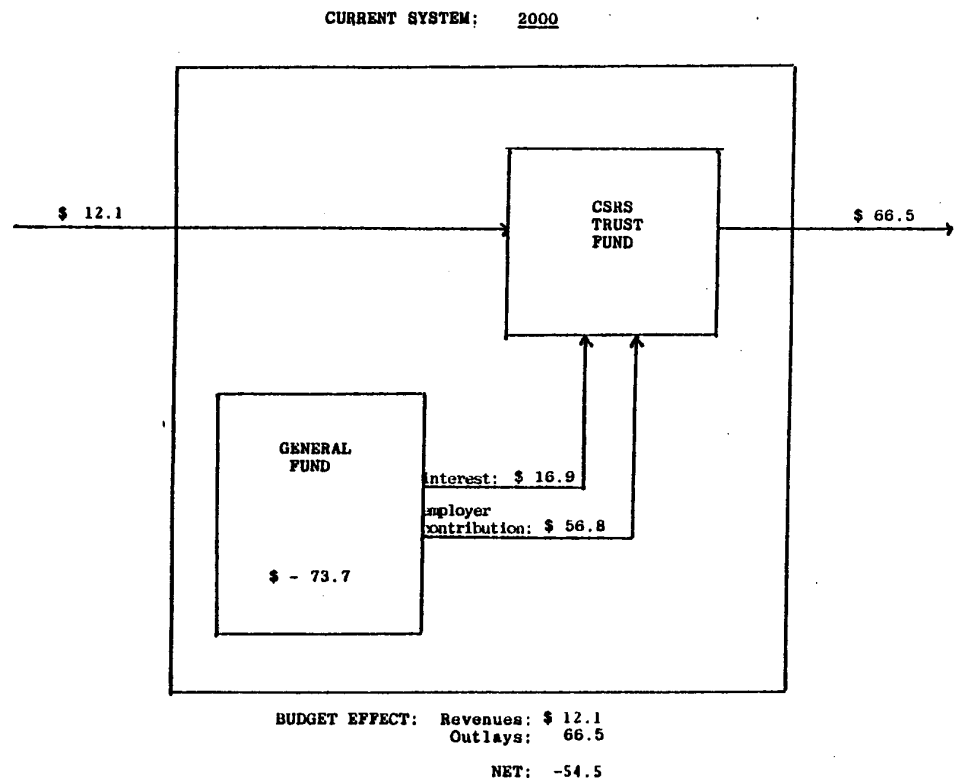 CURRENT SYSTEM: 2000
CSRS
TRUST
FUND
$ 12.1
$ 66.5
GENERAL
FUND
interest: $ 16.9
employer
contribution: $ 56.8
$ - 73.7
BUDGET EFFECT: Revenues: $ 12.1
Outlays: 66.5
NET: -54.5